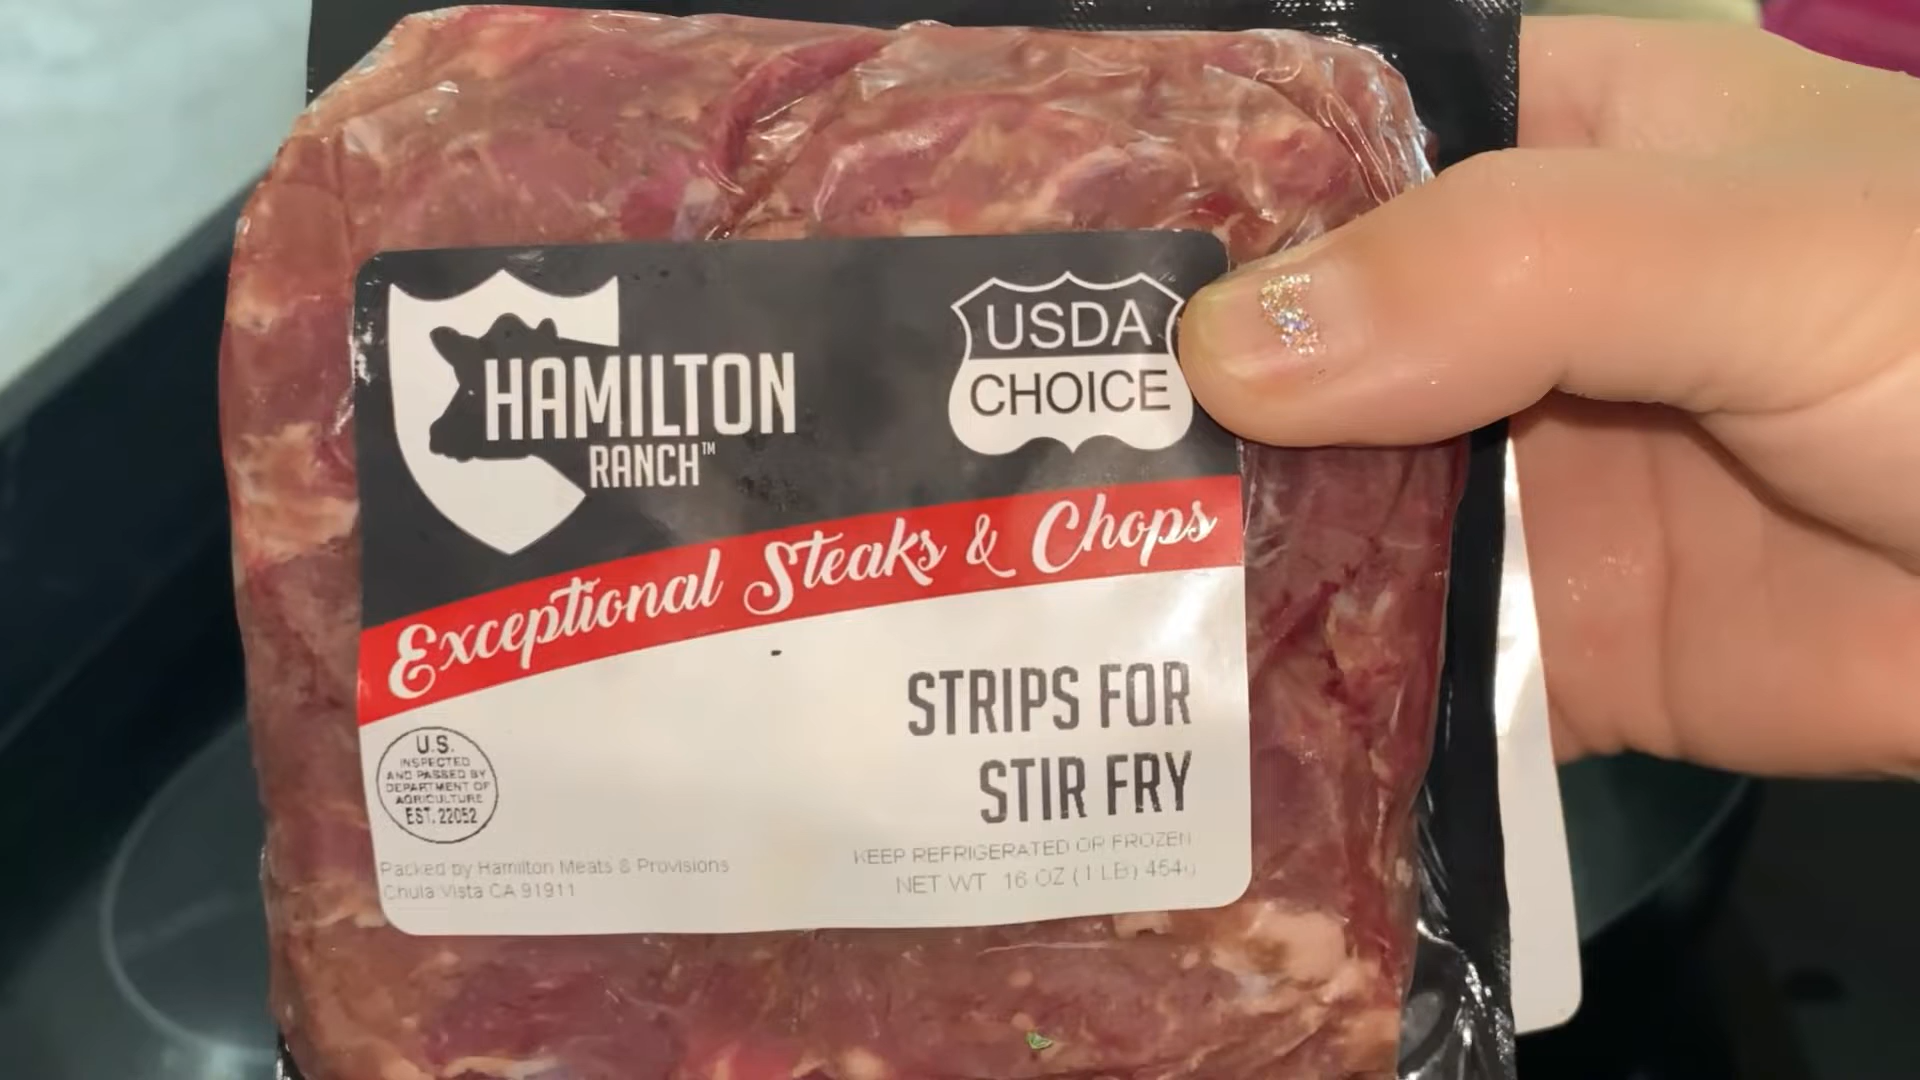 HAMILTON
RANCH™
USDA
CHOICE
Exceptional Steaks & Chops
STRIPS FOR
STIR FRY
U.S.
INSPECTED
AND PASSED BY
DEPARTMENT OF
AGRICULTURE
EST. 22052
KEEP REFRIGERATED OR FROZEN
NET WT 16 OZ (1 LB) 454g
Packed by Hamilton Meats & Provisions
Chula Vista CA 91911